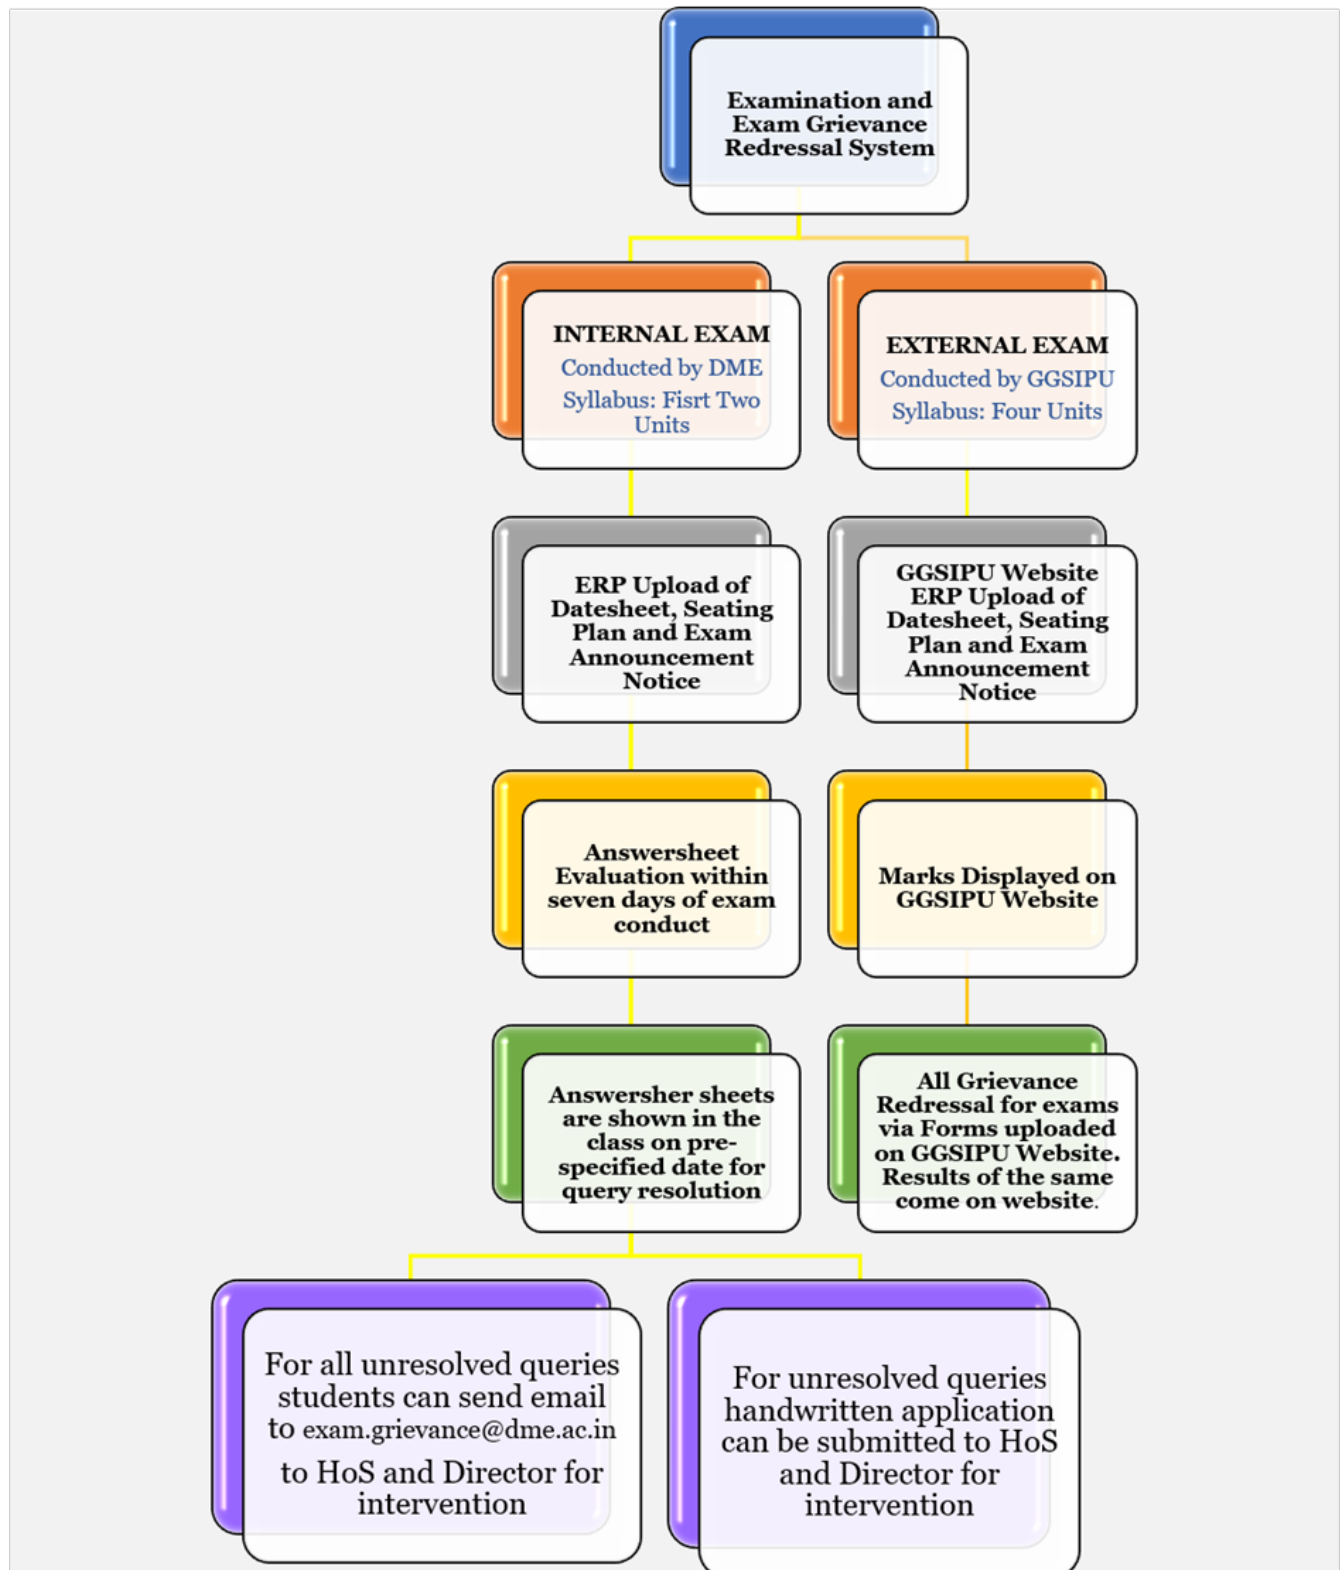 Examination and
Exam Grievance
Redressal System
INTERNAL EXAM
Conducted by DME
Syllabus: Fisrt Two
Units
EXTERNAL EXAM
Conducted by GGSIPU
Syllabus: Four Units
ERP Upload of
Datesheet, Seating
Plan and Exam
Announcement
Notice
GGSIPU Website
ERP Upload of
Datesheet, Seating
Plan and Exam
Announcement
Notice
Answersheet
Evaluation within
seven days of exam
conduct
Marks Displayed on
GGSIPU Website
Answersher sheets
are shown in the
class on pre-
specified date for
query resolution
All Grievance
Redressal for exams
via Forms uploaded
on GGSIPU Website.
Results of the same
come on website.
For all unresolved queries
students can send email
to exam.grievance@dme.ac.in
to HoS and Director for
intervention
For unresolved queries
handwritten application
can be submitted to HoS
and Director for
intervention